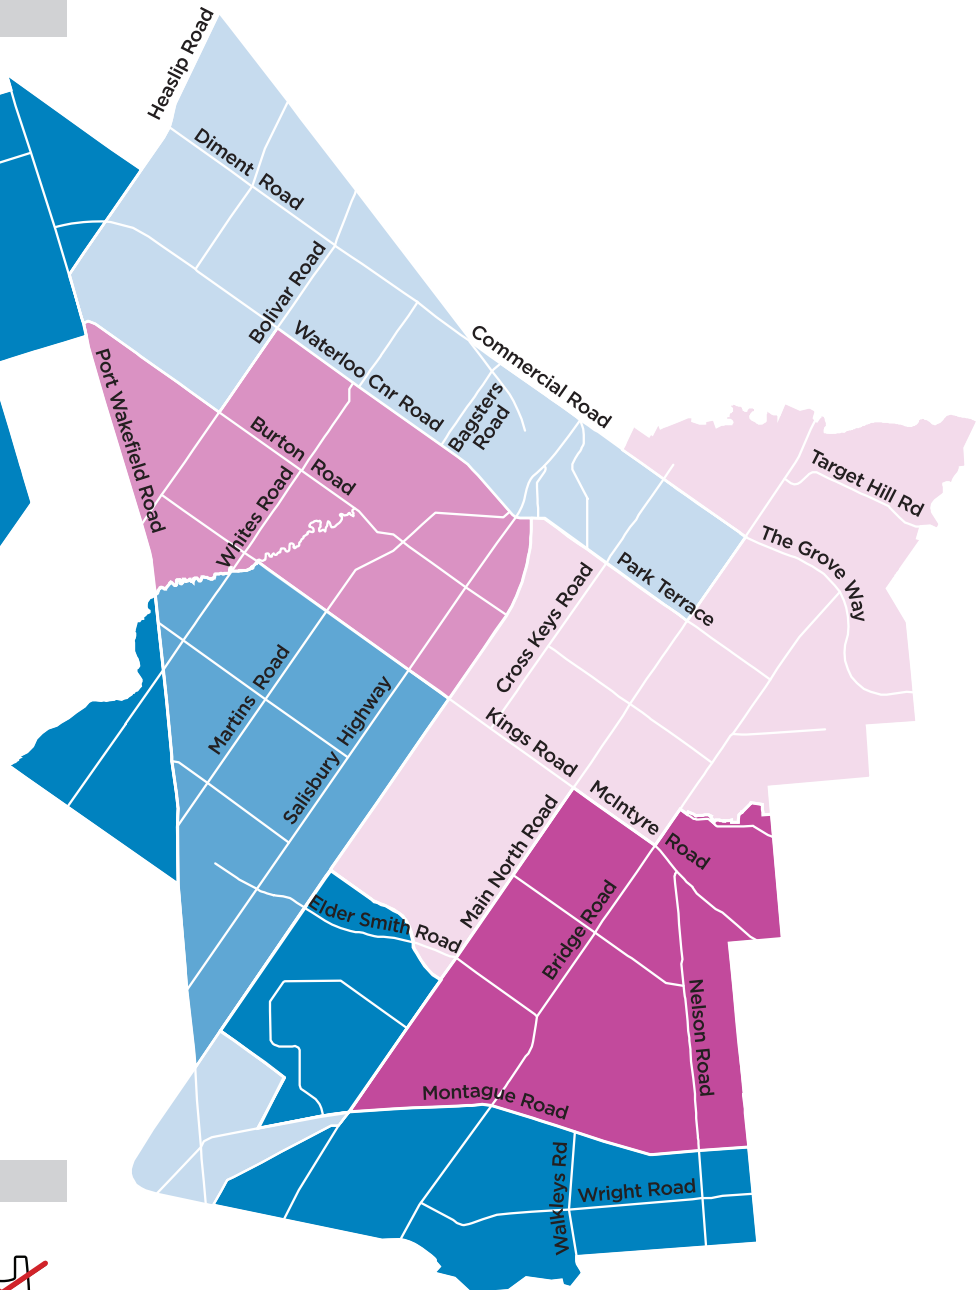 Heaslip Road
Diment Road
Bolivar Road
Waterloo Cnr Road
Commercial Road
Bagsters
Road
Port Wakefield Road
Burton Road
Whites Road
Target Hill Rd
The Grove Way
Park Terrace
Cross Keys Road
Martins Road
Salisbury Highway
Kings Road
McIntyre Road
Main North Road
Elder Smith Road
Bridge Road
Nelson Road
Montague Road
Walkleys Rd
Wright Road